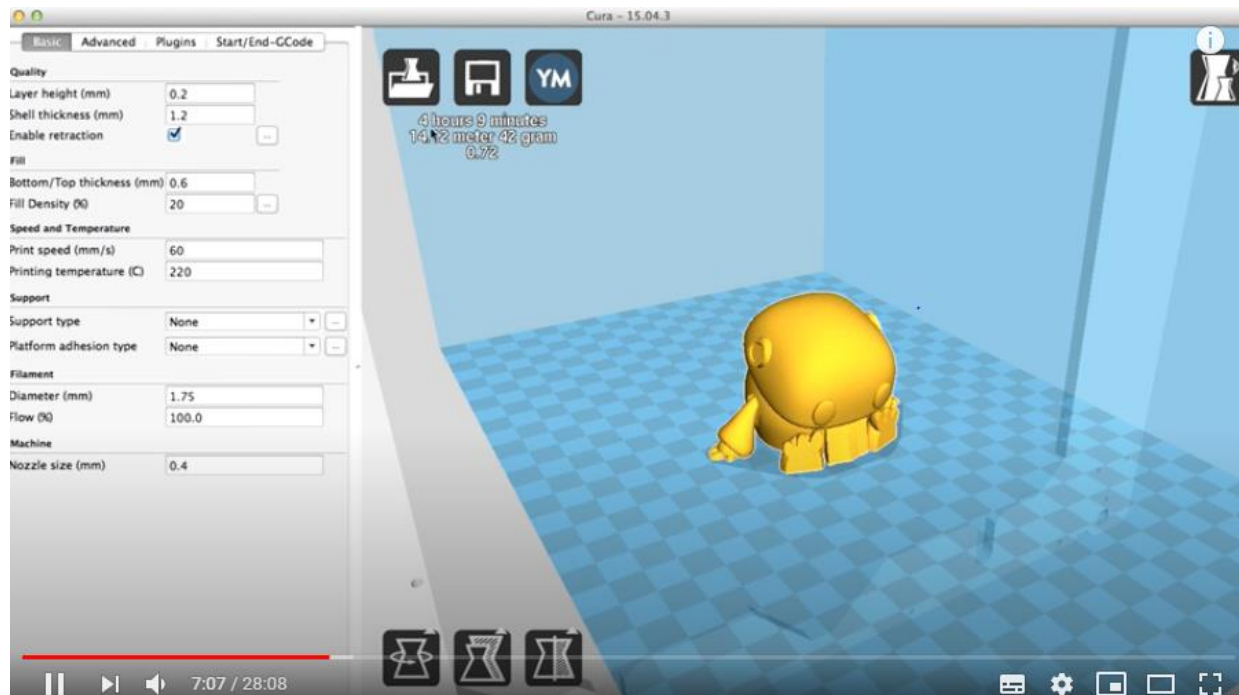 Cura - 15.04.3
Basic Advanced Plugins Start/End-GCode
Quality
Layer height (mm) 0.2
Shell thickness (mm) 1.2
Enable retraction ...
Fill
Bottom/Top thickness (mm) 0.6
Fill Density (%) 20 ...
Speed and Temperature
Print speed (mm/s) 60
Printing temperature (C) 220
Support
Support type None ...
Platform adhesion type None ...
Filament
Diameter (mm) 1.75
Flow (%) 100.0
Machine
Nozzle size (mm) 0.4
YM
4 hours 9 minutes
meter 42 gram
0.72
i
7:07 / 28:08